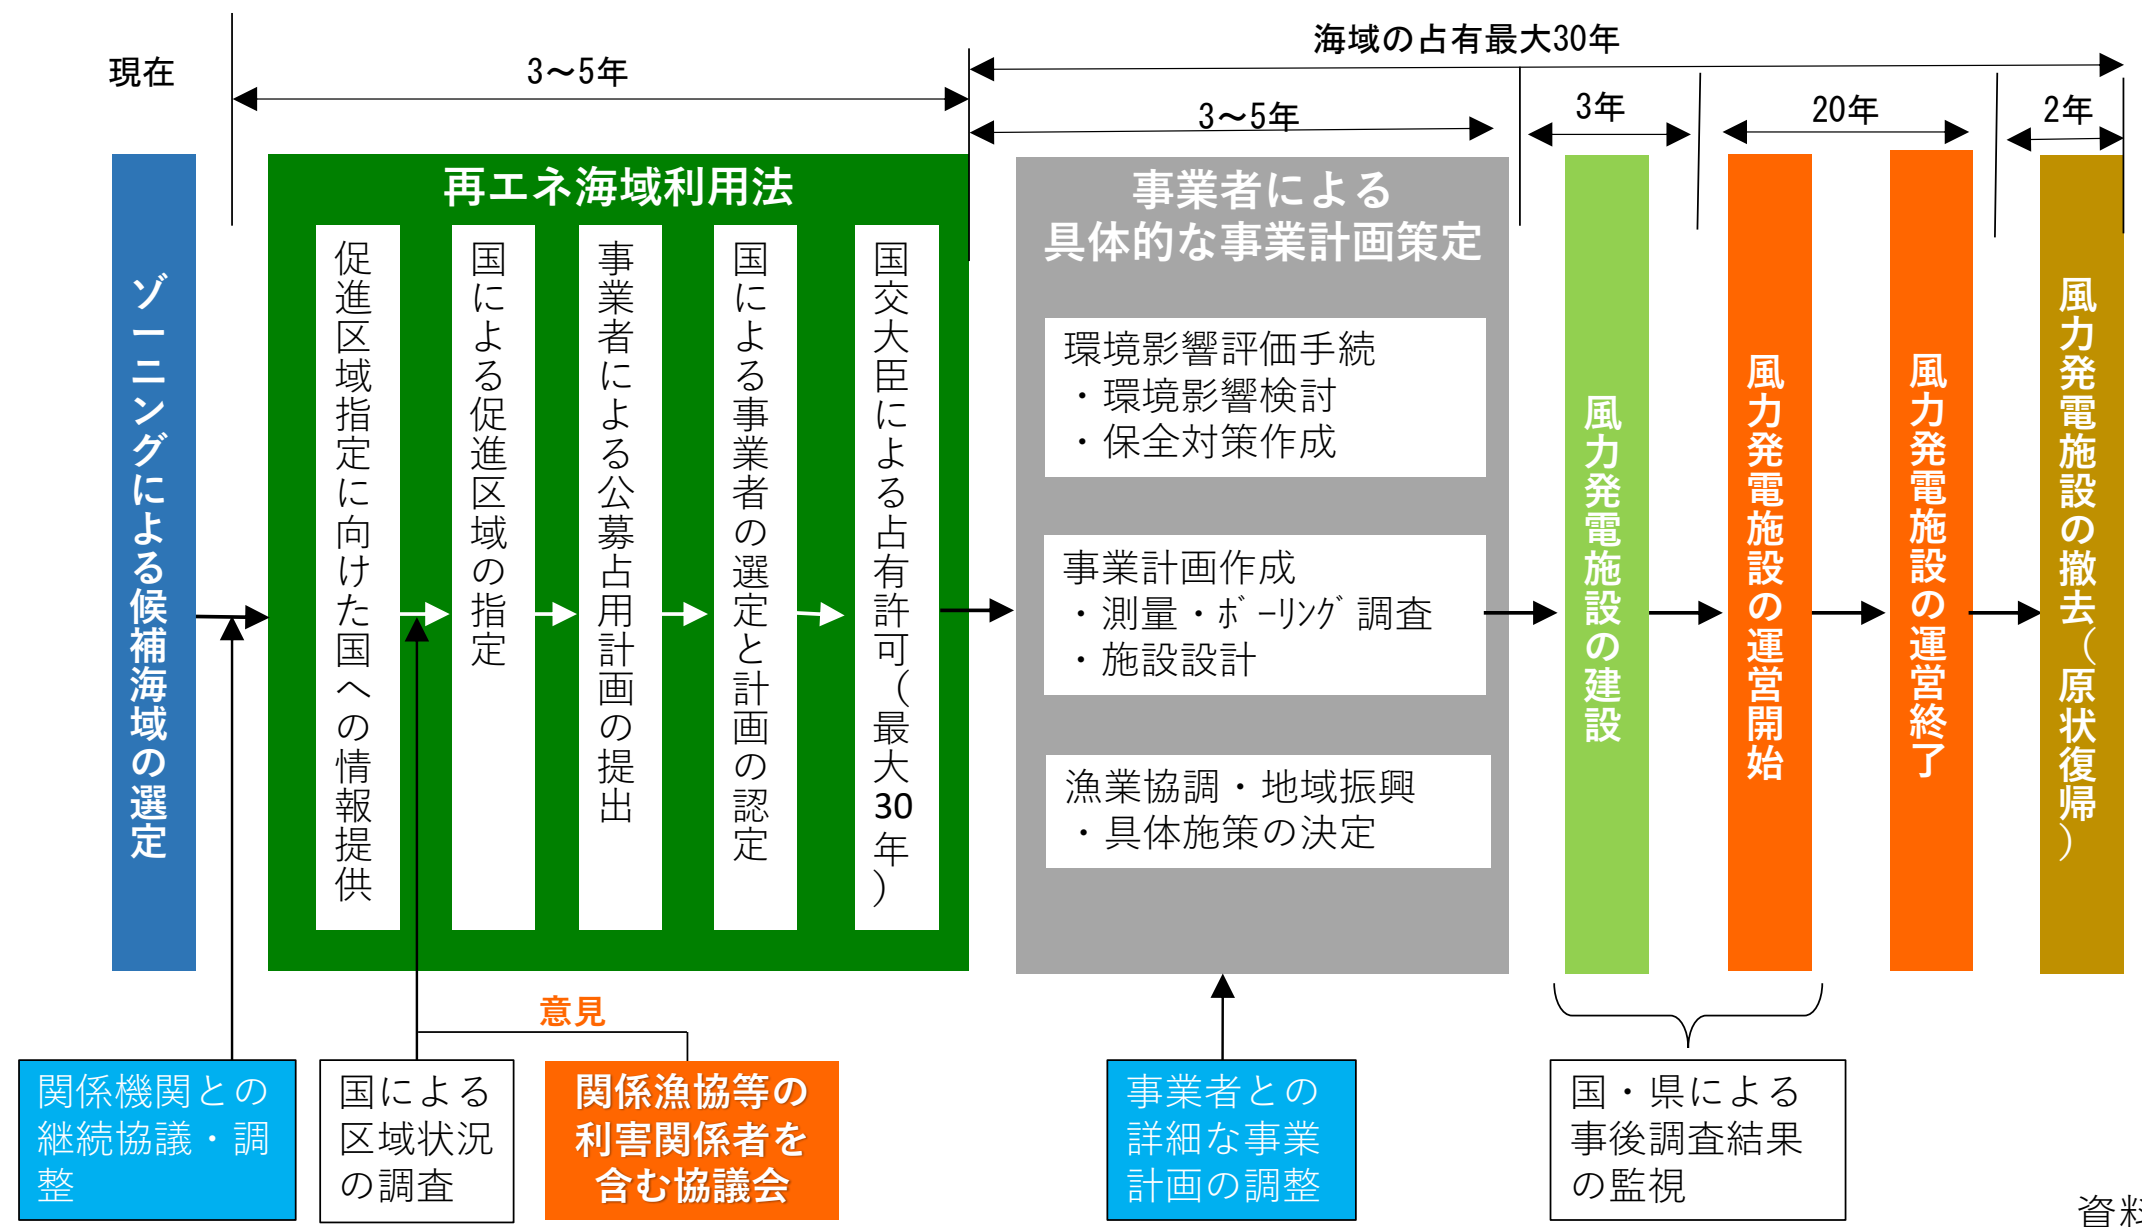 海域の占有最大30年
現在
3～5年
3～5年
3年
20年
2年
ゾーニングによる候補海域の選定
再エネ海域利用法
促進区域指定に向けた国への情報提供
国による促進区域の指定
事業者による公募占用計画の提出
国による事業者の選定と計画の認定
国交大臣による占有許可（最大30年）
事業者による
具体的な事業計画策定
環境影響評価手続
・環境影響検討
・保全対策作成
事業計画作成
・測量・ﾎﾞｰﾘﾝｸﾞ調査
・施設設計
漁業協調・地域振興
・具体施策の決定
風力発電施設の建設
風力発電施設の運営開始
風力発電施設の運営終了
風力発電施設の撤去（原状復帰）
意見
関係機関との
継続協議・調
整
国による
区域状況
の調査
関係漁協等の
利害関係者を
含む協議会
事業者との
詳細な事業
計画の調整
国・県による
事後調査結果
の監視
資料